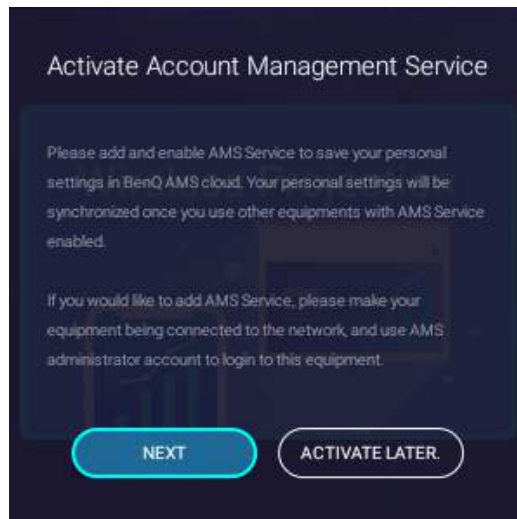 Activate Account Management Service
Please add and enable AMS Service to save your personal
settings in BenQ AMS cloud. Your personal settings will be
synchronized once you use other equipments with AMS Service
enabled.
If you would like to add AMS Service, please make your
equipment being connected to the network, and use AMS
administrator account to login to this equipment.
NEXT
ACTIVATE LATER.